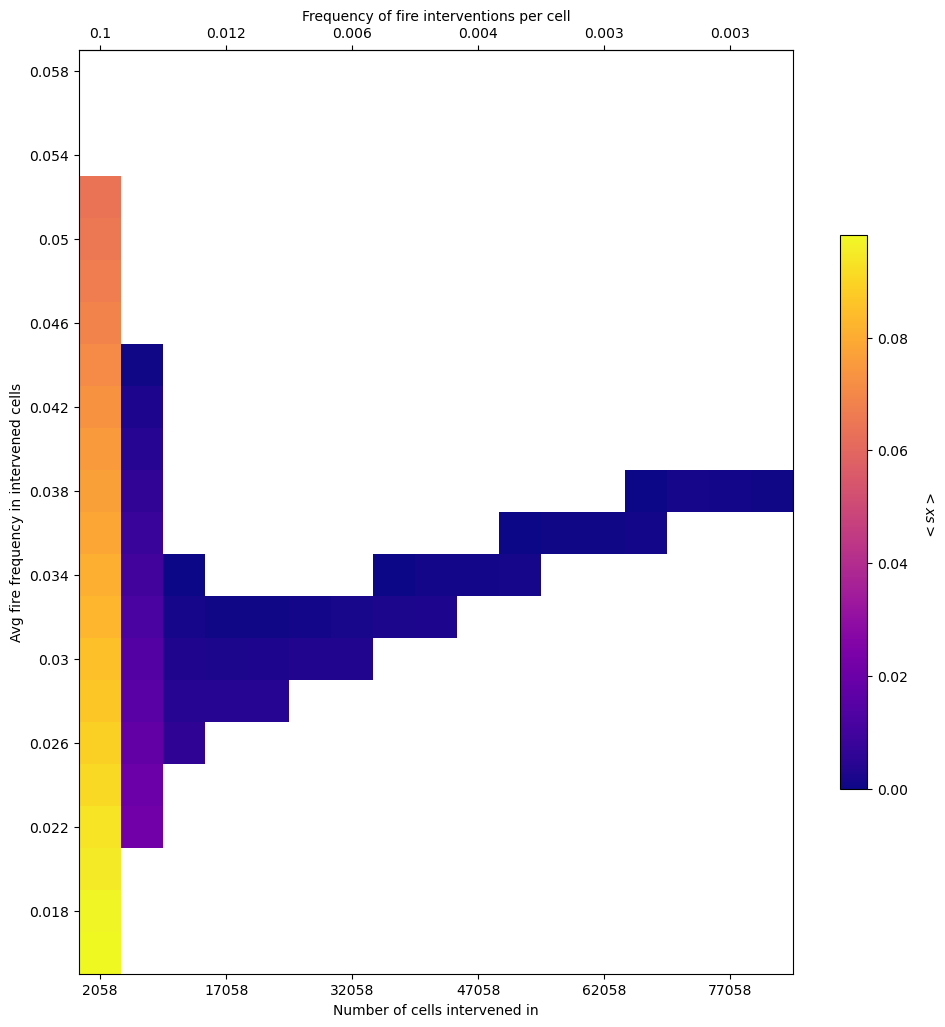 Frequency of fire interventions per cell
0.1 0.012 0.006 0.004 0.003 0.003
0.058
0.054
0.05
0.046
0.042
0.038
0.034
0.03
0.026
0.022
0.018
Avg fire frequency in intervened cells
2058 17058 32058 47058 62058 77058
Number of cells intervened in
0.08
0.06
0.04
0.02
0.00
< sx >